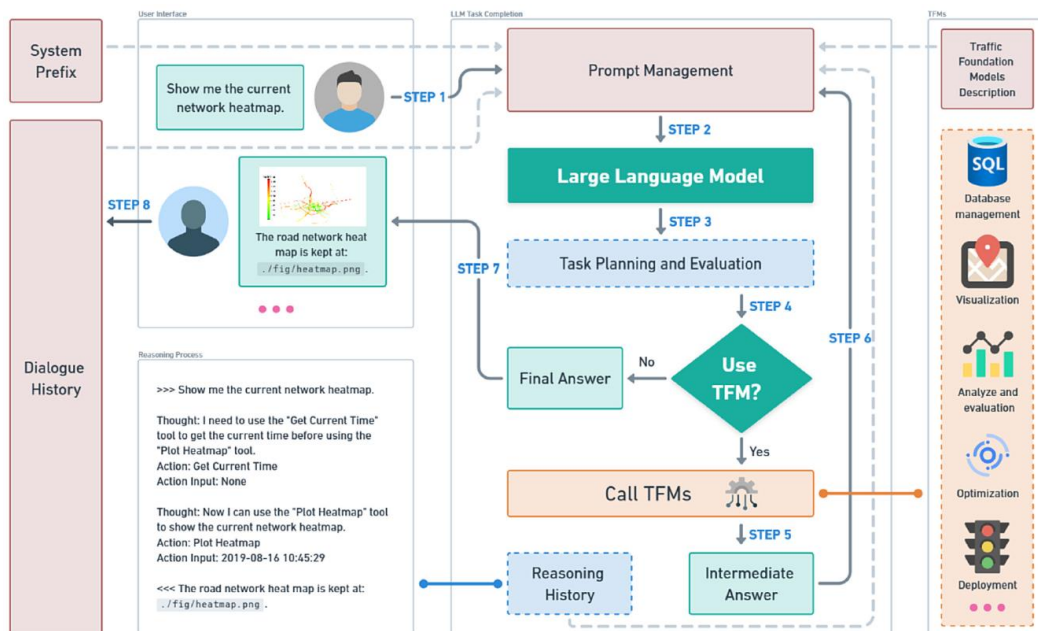 User Interface
LLM Task Completion
TFMs
System
Prefix
Show me the current
network heatmap.
STEP 1
Prompt Management
Traffic
Foundation
Models
Description
STEP 2
Large Language Model
STEP 3
Task Planning and Evaluation
STEP 4
Use
TFM?
No
Final Answer
STEP 7
STEP 6
The road network heat
map is kept at:
./fig/heatmap.png.
STEP 8
Dialogue
History
Yes
Call TFMs
STEP 5
Intermediate
Answer
Reasoning
History
Reasoning Process
>>> Show me the current network heatmap.
Thought: I need to use the "Get Current Time"
tool to get the current time before using the
"Plot Heatmap" tool.
Action: Get Current Time
Action Input: None
Thought: Now I can use the "Plot Heatmap" tool
to show the current network heatmap.
Action: Plot Heatmap
Action Input: 2019-08-16 10:45:29
<<< The road network heat map is kept at:
./fig/heatmap.png.
SQL
Database
management
Visualization
Analyze and
evaluation
Optimization
Deployment